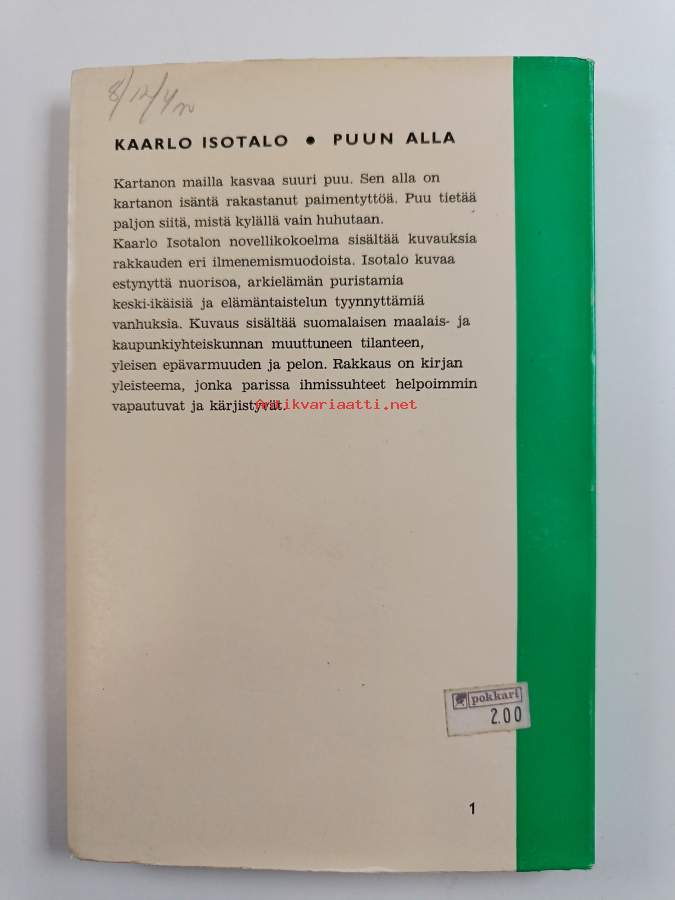 8/12/4
KAARLO ISOTALO • PUUN ALLA
Kartanon mailla kasvaa suuri puu. Sen alla on
kartanon isäntä rakastanut paimentyttöä. Puu tietää
paljon siitä, mistä kylällä vain huhutaan.
Kaarlo Isotalon novellikokoelma sisältää kuvauksia
rakkauden eri ilmenemismuodoista. Isotalo kuvaa
estynyttä nuorisoa, arkielämän puristamia
keski-ikäisiä ja elämäntaistelun tyynnyttämiä
vanhuksia. Kuvaus sisältää suomalaisen maalais- ja
kaupunkiyhteiskunnan muuttuneen tilanteen,
yleisen epävarmuuden ja pelon. Rakkaus on kirjan
yleisteema, jonka parissa ihmissuhteet helpoimmin
vapautuvat ja kärjistyvät.
Antikvariaatti.net
pokkari
2.00
1